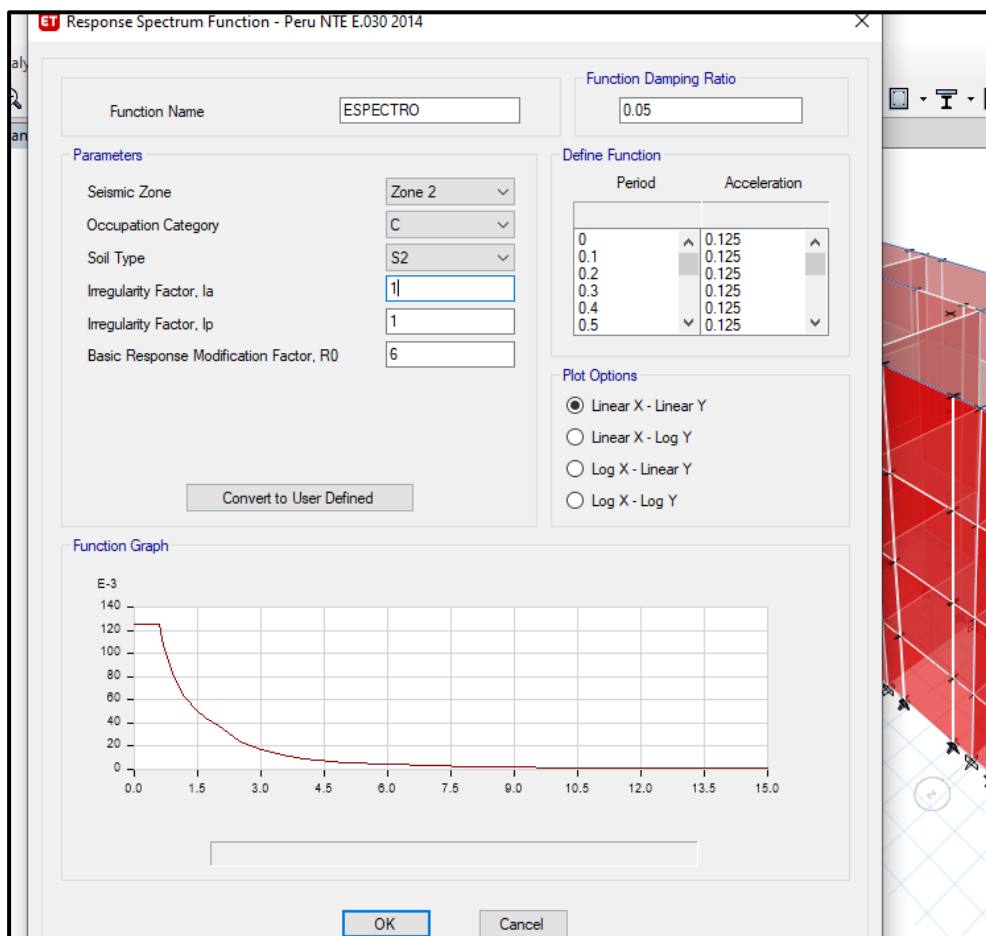 ET Response Spectrum Function - Peru NTE E.030 2014
aly
an
Function Name ESPECTRO
Function Damping Ratio
0.05
Parameters
Seismic Zone Zone 2
Occupation Category C
Soil Type S2
Irregularity Factor, Ia 1
Irregularity Factor, Ip 1
Basic Response Modification Factor, R0 6
Convert to User Defined
Define Function
Period Acceleration
0 0.125
0.1 0.125
0.2 0.125
0.3 0.125
0.4 0.125
0.5 0.125
Plot Options
Linear X - Linear Y
Linear X - Log Y
Log X - Linear Y
Log X - Log Y
Function Graph
E-3
140
120
100
80
60
40
20
0
0.0 1.5 3.0 4.5 6.0 7.5 9.0 10.5 12.0 13.5 15.0
OK Cancel
2